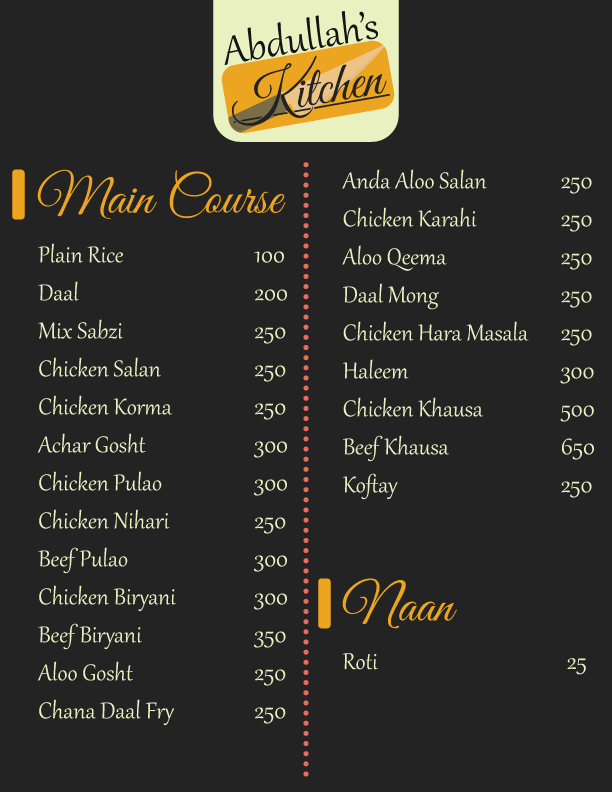 Abdullah's
Kitchen
Main Course
Plain Rice 100
Daal 200
Mix Sabzi 250
Chicken Salan 250
Chicken Korma 250
Achar Gosht 300
Chicken Pulao 300
Chicken Nihari 250
Beef Pulao 300
Chicken Biryani 300
Beef Biryani 350
Aloo Gosht 250
Chana Daal Fry 250
Anda Aloo Salan 250
Chicken Karahi 250
Aloo Qeema 250
Daal Mong 250
Chicken Hara Masala 250
Haleem 300
Chicken Khausa 500
Beef Khausa 650
Koftay 250
Naan
Roti 25